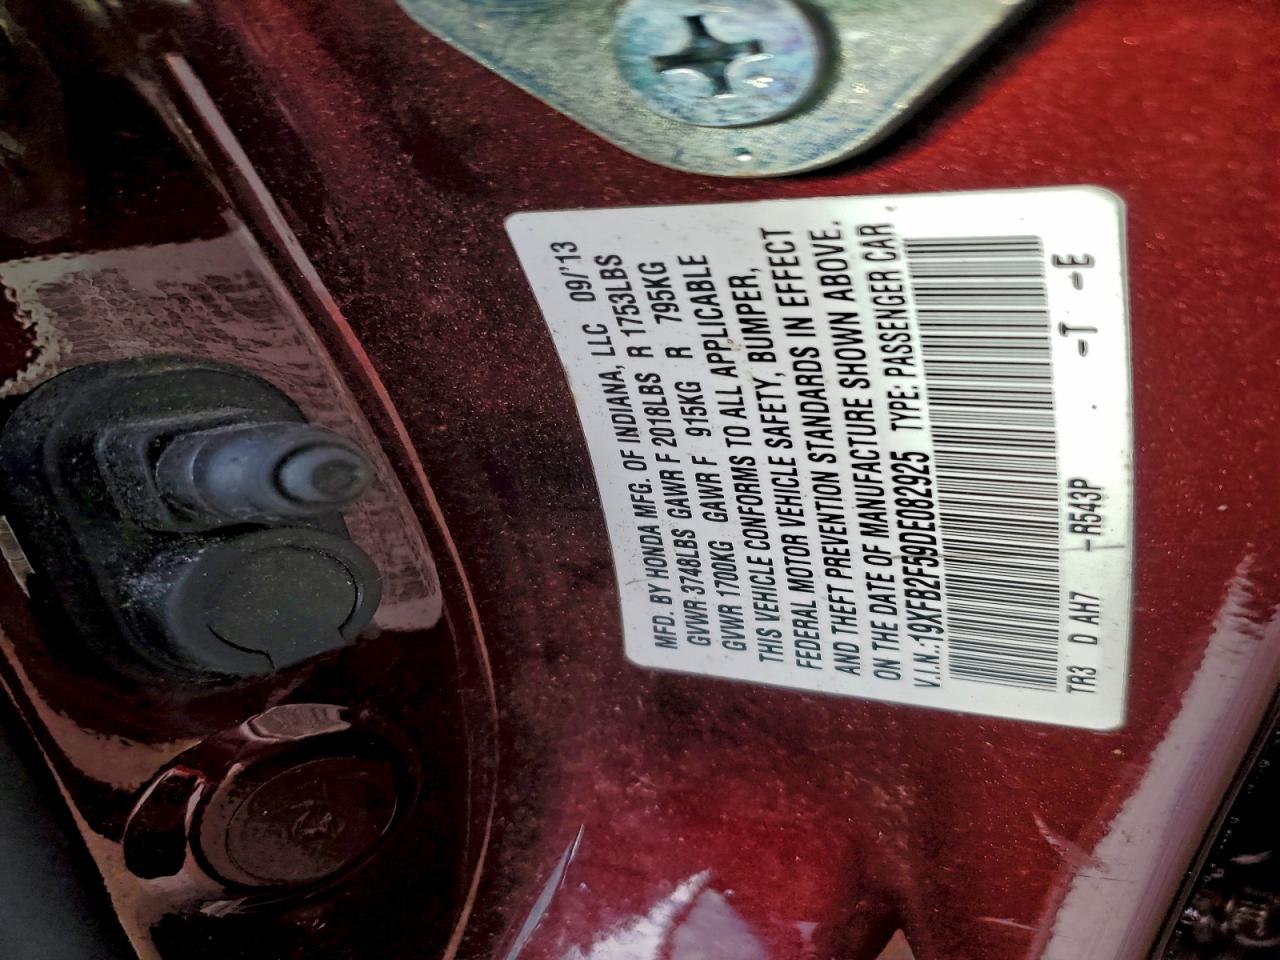 MFD. BY HONDA MFG. OF INDIANA, LLC 09/'13
GVWR 3748LBS GAWR F 2018LBS R 1753LBS
GVWR 1700KG GAWR F 915KG R 795KG
THIS VEHICLE CONFORMS TO ALL APPLICABLE
FEDERAL MOTOR VEHICLE SAFETY, BUMPER,
AND THEFT PREVENTION STANDARDS IN EFFECT
ON THE DATE OF MANUFACTURE SHOWN ABOVE.
V.I.N.:19XFB2F59DE082925 TYPE: PASSENGER CAR
TR3 D AH7 -R543P - T - E